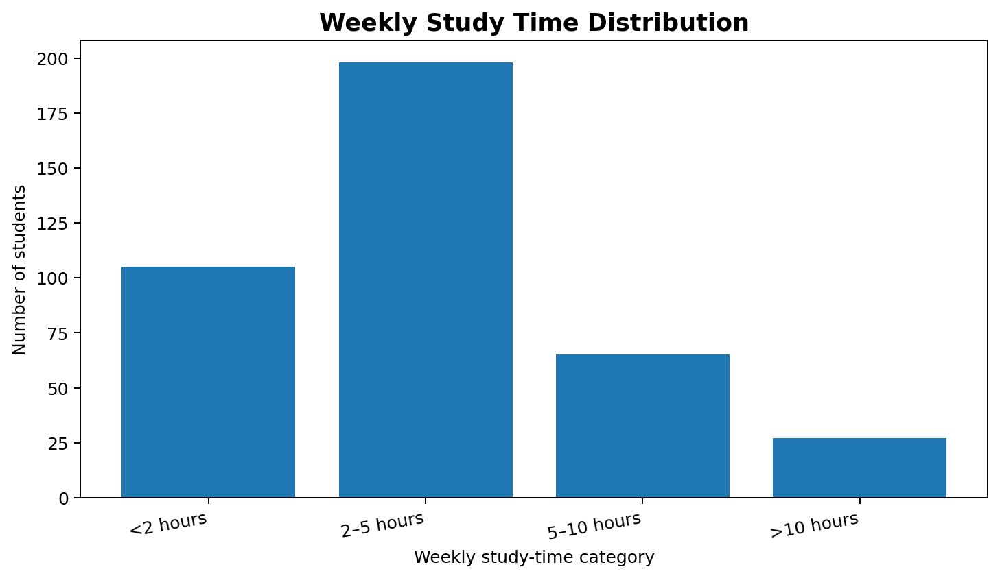 Weekly Study Time Distribution
Number of students
200
175
150
125
100
75
50
25
0
<2 hours
2–5 hours
5–10 hours
>10 hours
Weekly study-time category